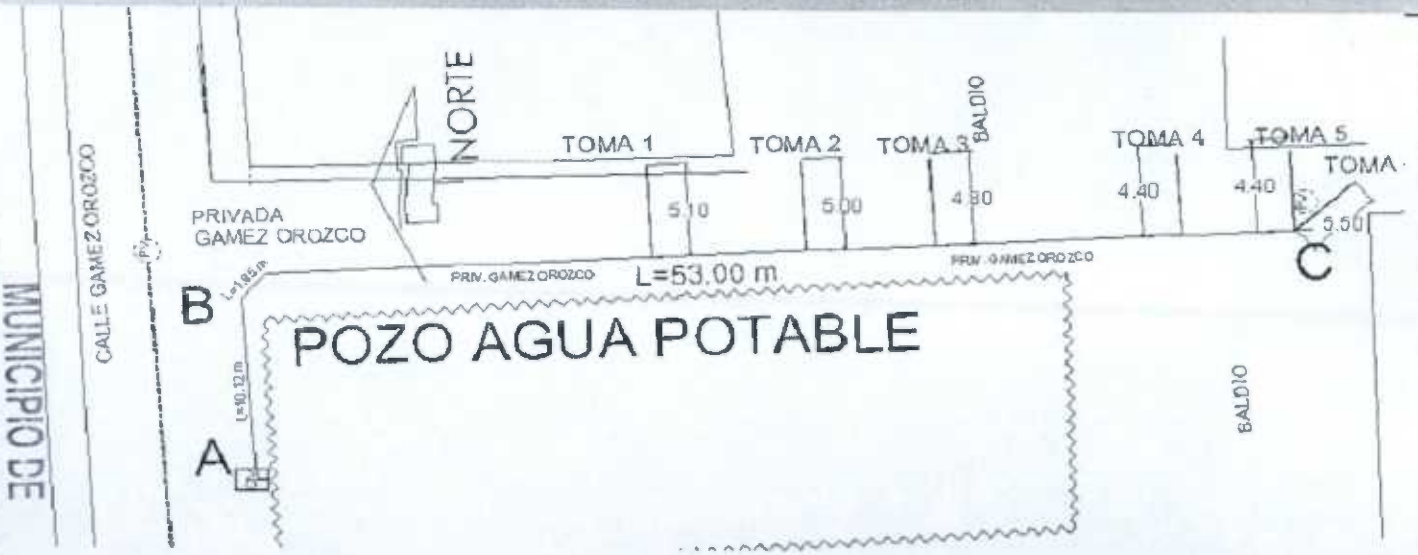 NORTE
BALDIO
TOMA 1
TOMA 2
TOMA 3
TOMA 4
TOMA 5
TOMA
CALLE GAMEZ OROZCO
PRIVADA
GAMEZ OROZCO
5.10
5.00
4.80
4.40
4.40
5.50
PV
PV
PRIV. GAMEZ OROZCO
L=53.00 m
PRIV. GAMEZ OROZCO
C
L=1.85 m
B
MUNICIPIO DE
POZO AGUA POTABLE
L=10.12 m
BALDIO
A